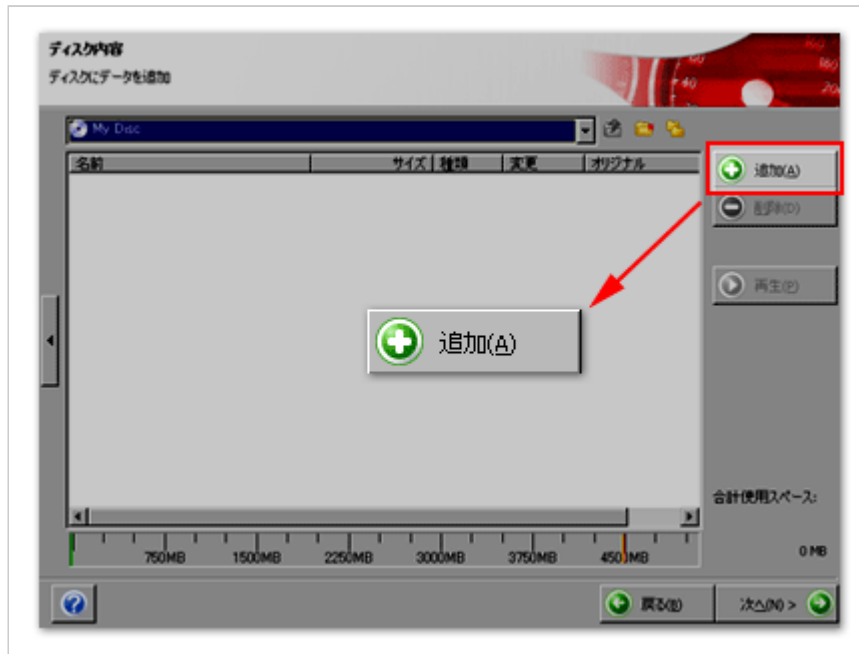 ディスク内容
ディスクにデータを追加
My Disc
名前 サイズ 種類 変更 オリジナル
追加(A)
削除(D)
再生(P)
追加(A)
合計使用スペース:
750MB 1500MB 2250MB 3000MB 3750MB 4500MB
0 MB
戻る(B) 次へ(N) >